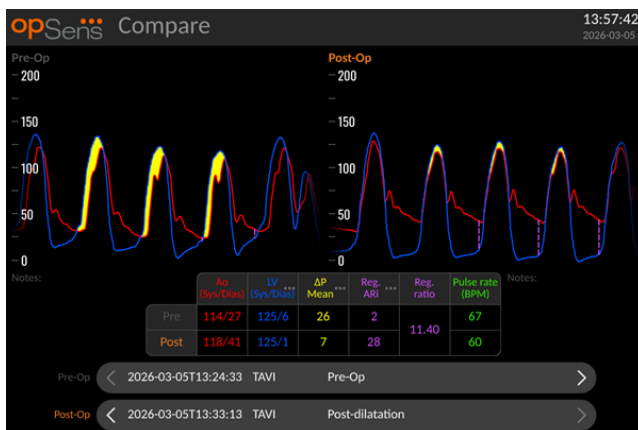 opSens Compare 13:57:42
2026-03-05
Pre-Op Post-Op
200 200
150 150
100 100
50 50
0 0
Notes: Notes:
Ao (Sys/Dias) LV (Sys/Dias) ΔP Mean Reg. ARi Reg. ratio Pulse rate (BPM)
Pre 114/27 125/6 26 2 11.40 67
Post 118/41 125/1 7 28 60
Pre-Op 2026-03-05T13:24:33 TAVI Pre-Op
Post-Op 2026-03-05T13:33:13 TAVI Post-dilatation